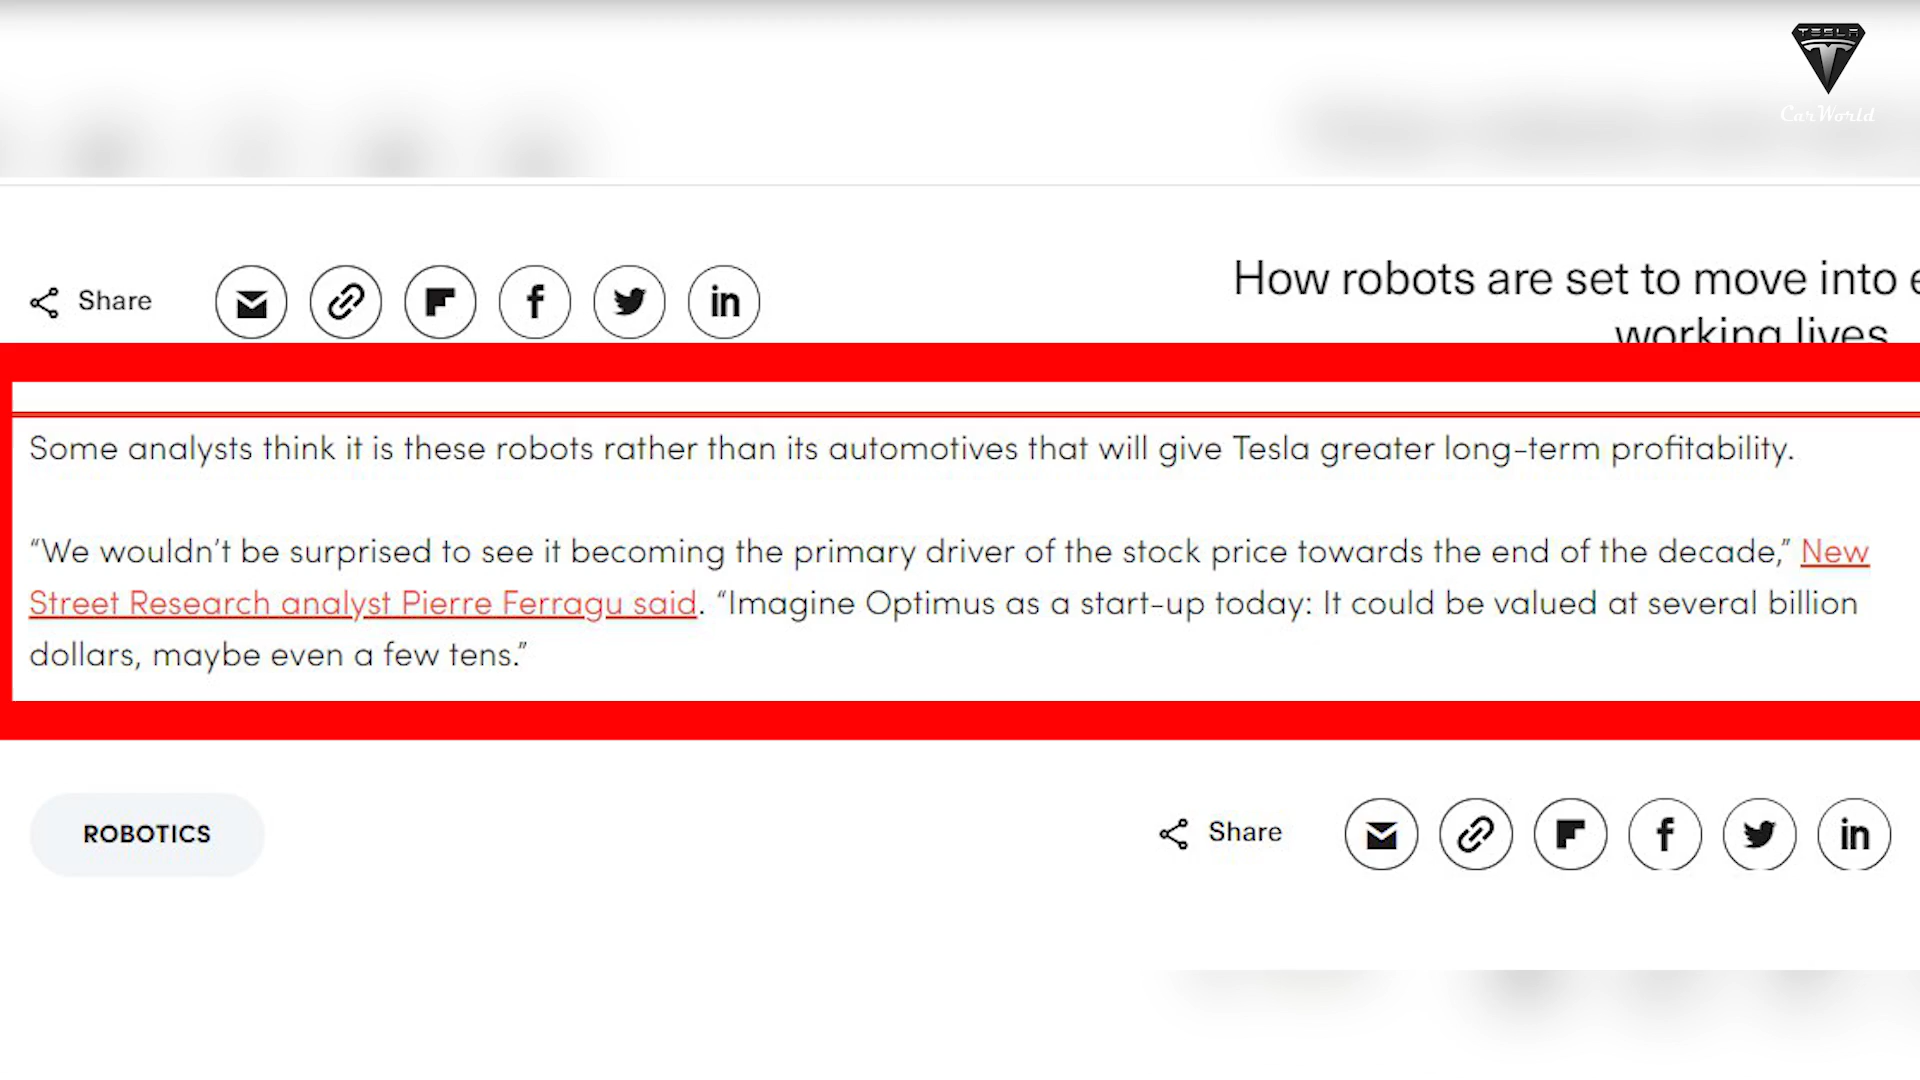 TESLA
CarWorld
Share
How robots are set to move into
working lives
Some analysts think it is these robots rather than its automotives that will give Tesla greater long-term profitability.
“We wouldn’t be surprised to see it becoming the primary driver of the stock price towards the end of the decade,” New
Street Research analyst Pierre Ferragu said. “Imagine Optimus as a start-up today: It could be valued at several billion
dollars, maybe even a few tens.”
ROBOTICS
Share